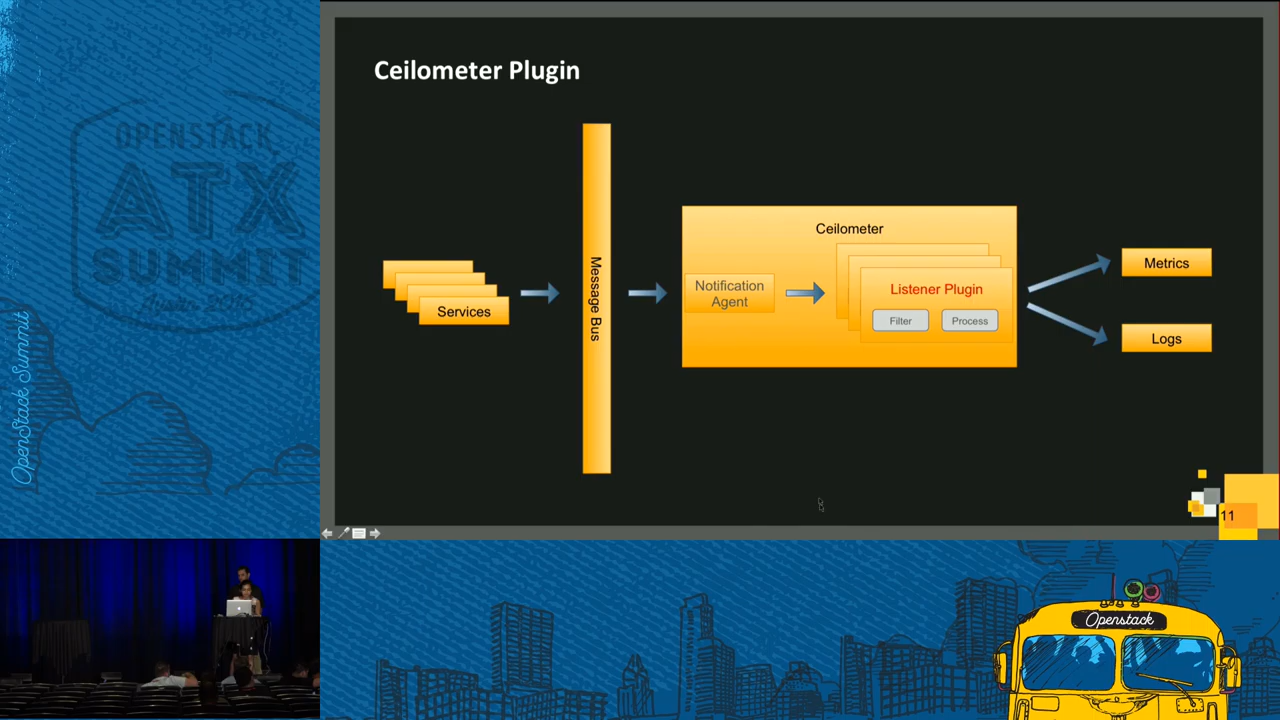 OPENSTACK
ATX
SUMMIT
OpenStack Summit
Ceilometer Plugin
Services
Message Bus
Ceilometer
Notification
Agent
Listener Plugin
Filter
Process
Metrics
Logs
11
Openstack